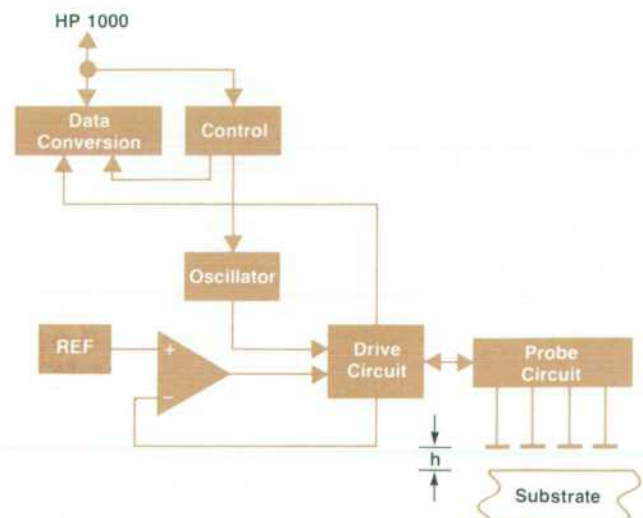 HP 1000
Data
Conversion
Control
Oscillator
REF
+
−
Drive
Circuit
Probe
Circuit
h
Substrate